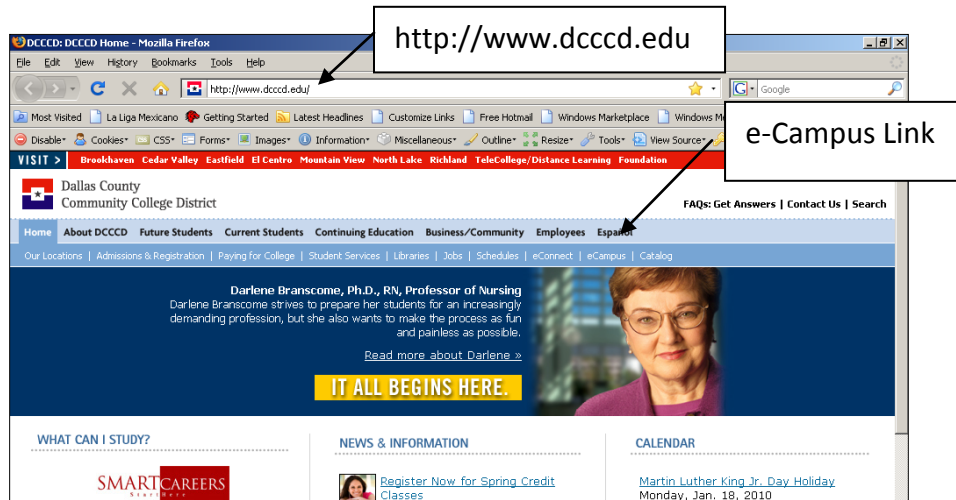 http://www.dcccd.edu
DCCCD: DCCCD Home - Mozilla Firefox
File Edit View History Bookmarks Tools Help
http://www.dcccd.edu/
G Google
Most Visited La Liga Mexicano Getting Started Latest Headlines Customize Links Free Hotmail Windows Marketplace Windows
Disable Cookies CSS Forms Images Information Miscellaneous Outline Resize Tools View Source
e-Campus Link
VISIT > Brookhaven Cedar Valley Eastfield El Centro Mountain View North Lake Richland TeleCollege/Distance Learning Foundation
Dallas County
Community College District
FAQs: Get Answers | Contact Us | Search
Home About DCCCD Future Students Current Students Continuing Education Business/Community Employees Español
Our Locations | Admissions & Registration | Paying for College | Student Services | Libraries | Jobs | Schedules | eConnect | eCampus | Catalog
Darlene Branscome, Ph.D., RN, Professor of Nursing
Darlene Branscome strives to prepare her students for an increasingly
demanding profession, but she also wants to make the process as fun
and painless as possible.
Read more about Darlene »
IT ALL BEGINS HERE.
WHAT CAN I STUDY?
SMARTCAREERS
Start Here
NEWS & INFORMATION
Register Now for Spring Credit
Classes
CALENDAR
Martin Luther King Jr. Day Holiday
Monday, Jan. 18, 2010